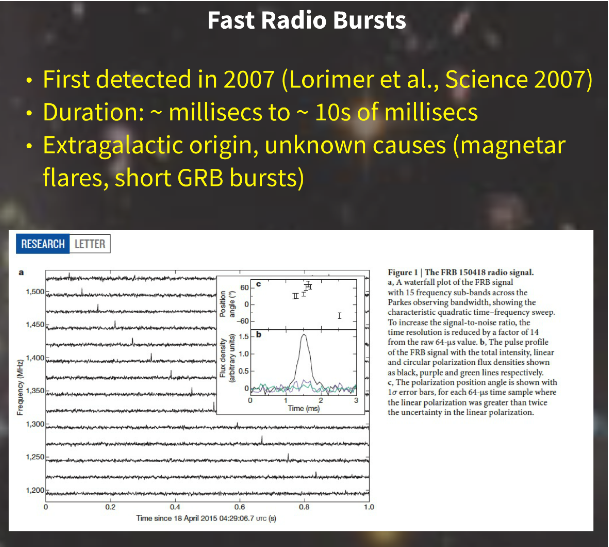 Fast Radio Bursts
• First detected in 2007 (Lorimer et al., Science 2007)
• Duration: ~ millisecs to ~ 10s of millisecs
• Extragalactic origin, unknown causes (magnetar
flares, short GRB bursts)
RESEARCH LETTER
a
1,500
1,450
1,400
1,350
1,300
1,250
1,200
Frequency (MHz)
0
0.2
0.4
0.6
0.8
1.0
Time since 18 April 2015 04:29:06.7 UTC (s)
c
Position
angle (°)
60
0
–60
b
Flux density
(arbitrary units)
1.5
1.0
0.5
0
0
1
2
3
Time (ms)
Figure 1 | The FRB 150418 radio signal.
a, A waterfall plot of the FRB signal
with 15 frequency sub-bands across the
Parkes observing bandwidth, showing the
characteristic quadratic time–frequency sweep.
To increase the signal-to-noise ratio, the
time resolution is reduced by a factor of 14
from the raw 64-μs value. b, The pulse profile
of the FRB signal with the total intensity, linear
and circular polarization flux densities shown
as black, purple and green lines respectively.
c, The polarization position angle is shown with
1σ error bars, for each 64-μs time sample where
the linear polarization was greater than twice
the uncertainty in the linear polarization.